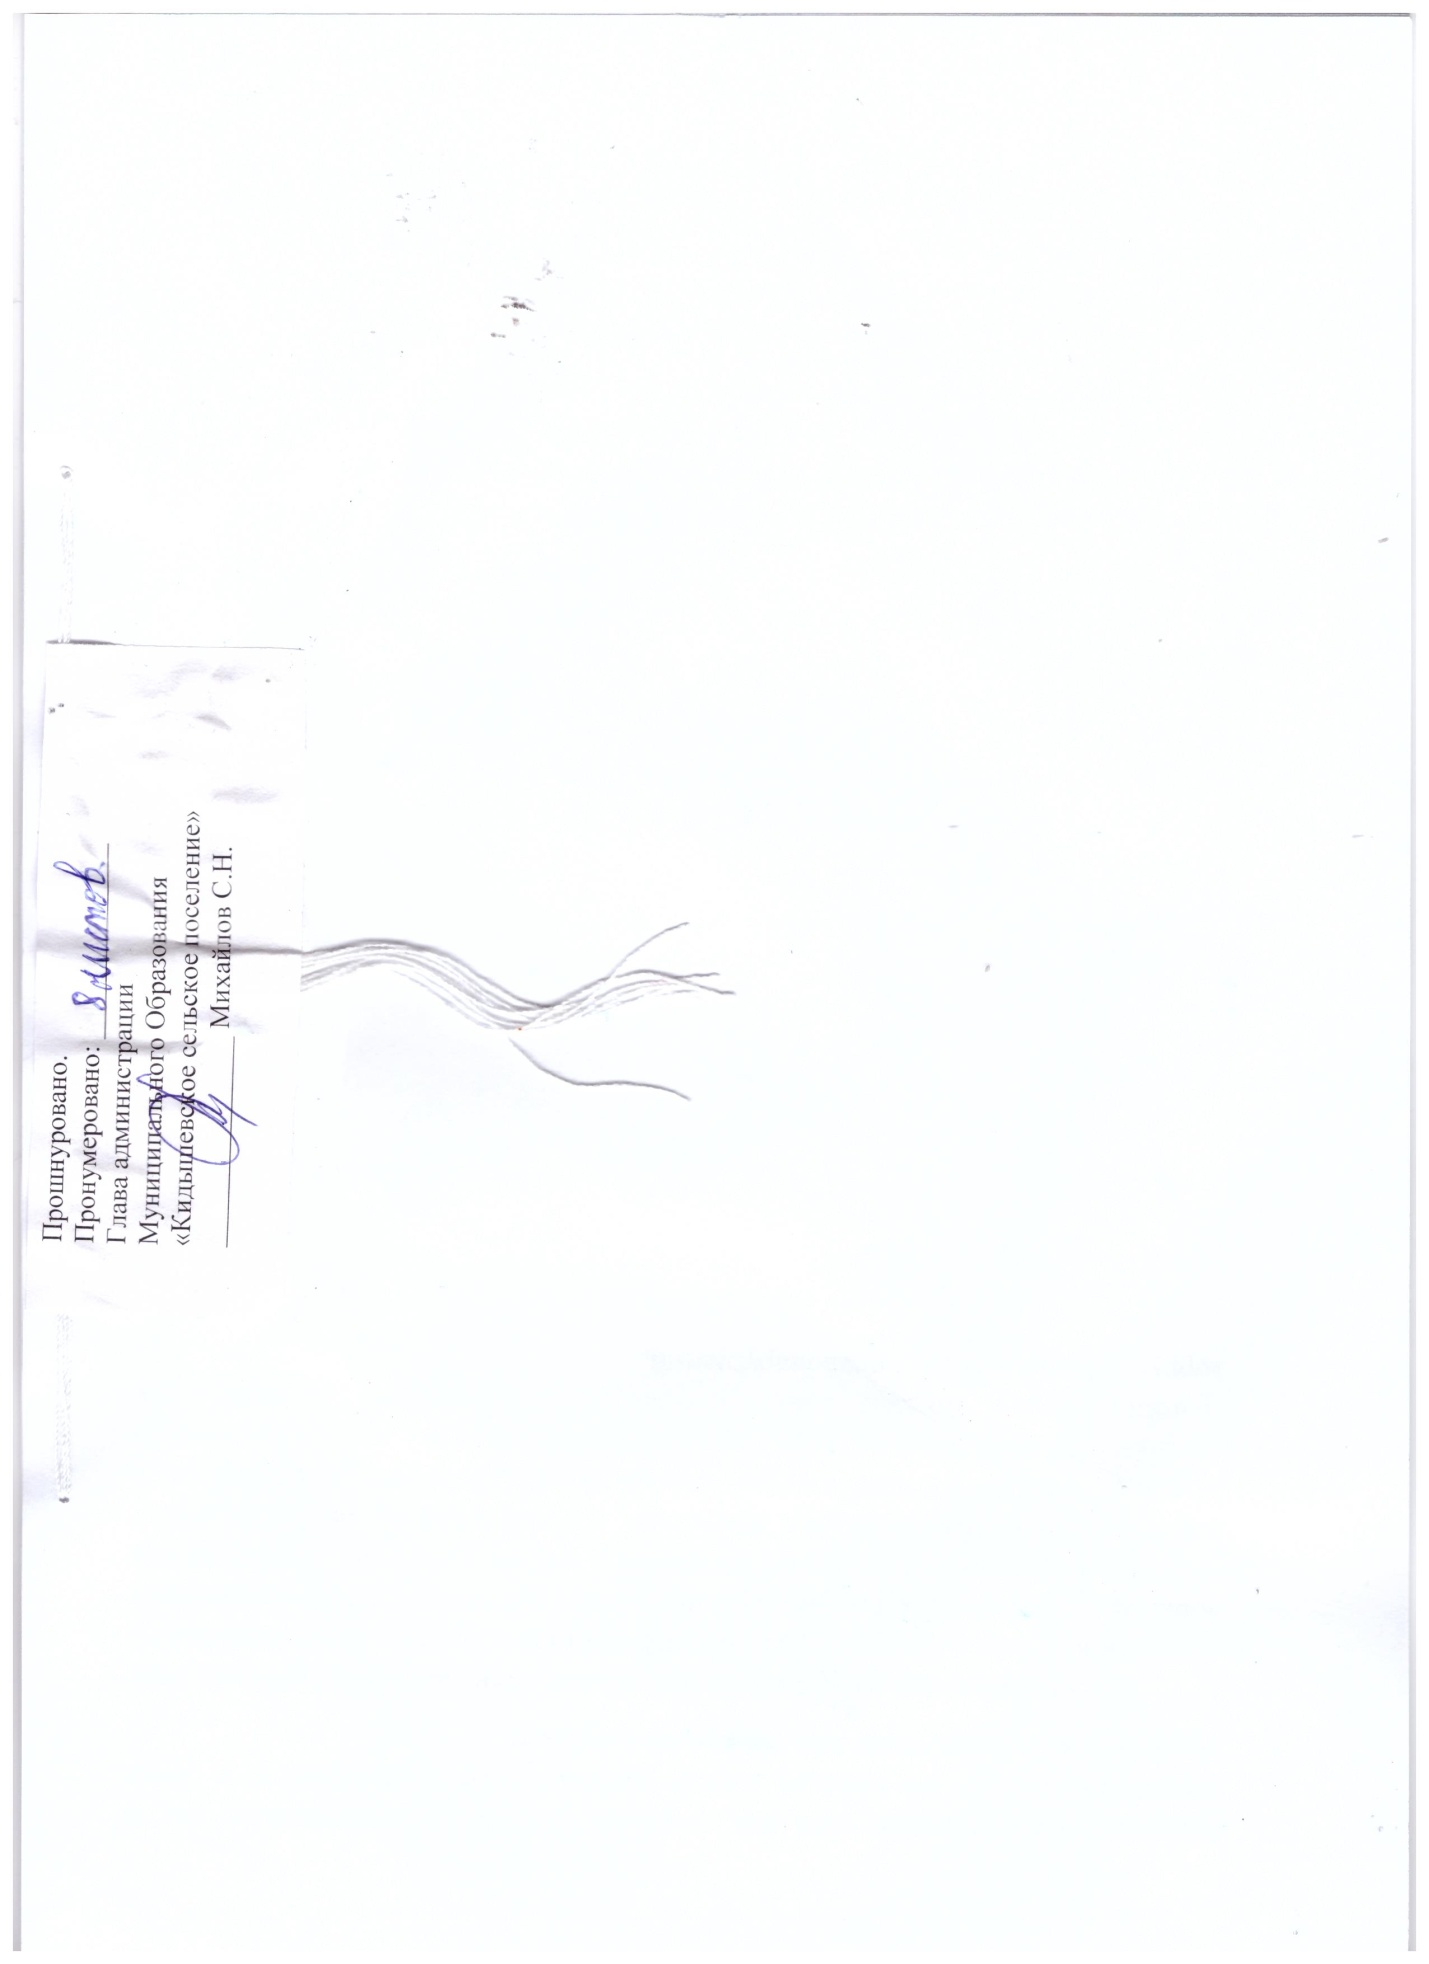 Прошнуровано.
Пронумеровано: 8 листов.
Глава администрации
Муниципального Образования
«Кидышевское сельское поселение»
Михайлов С.Н.